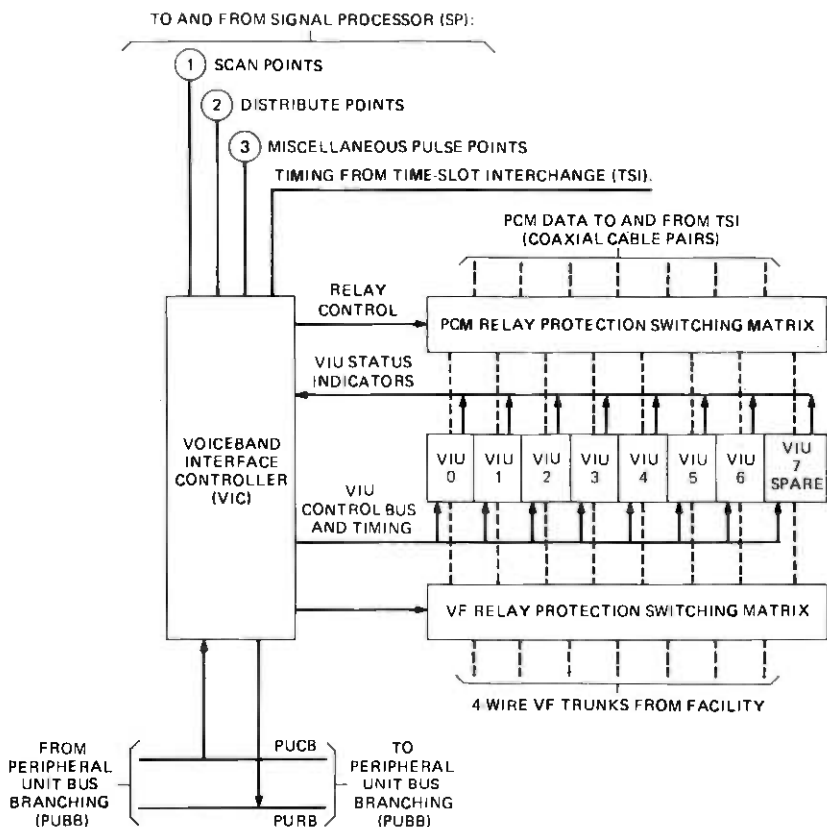 TO AND FROM SIGNAL PROCESSOR (SP):
1 SCAN POINTS
2 DISTRIBUTE POINTS
3 MISCELLANEOUS PULSE POINTS
TIMING FROM TIME-SLOT INTERCHANGE (TSI).
PCM DATA TO AND FROM TSI
(COAXIAL CABLE PAIRS)
RELAY
CONTROL
PCM RELAY PROTECTION SWITCHING MATRIX
VIU STATUS
INDICATORS
VOICEBAND
INTERFACE
CONTROLLER
(VIC)
VIU
0
VIU
1
VIU
2
VIU
3
VIU
4
VIU
5
VIU
6
VIU
7
SPARE
VIU
CONTROL BUS
AND TIMING
VF RELAY PROTECTION SWITCHING MATRIX
4 WIRE VF TRUNKS FROM FACILITY
FROM
PERIPHERAL
UNIT BUS
BRANCHING
(PUBB)
PUCB
PURB
TO
PERIPHERAL
UNIT BUS
BRANCHING
(PUBB)